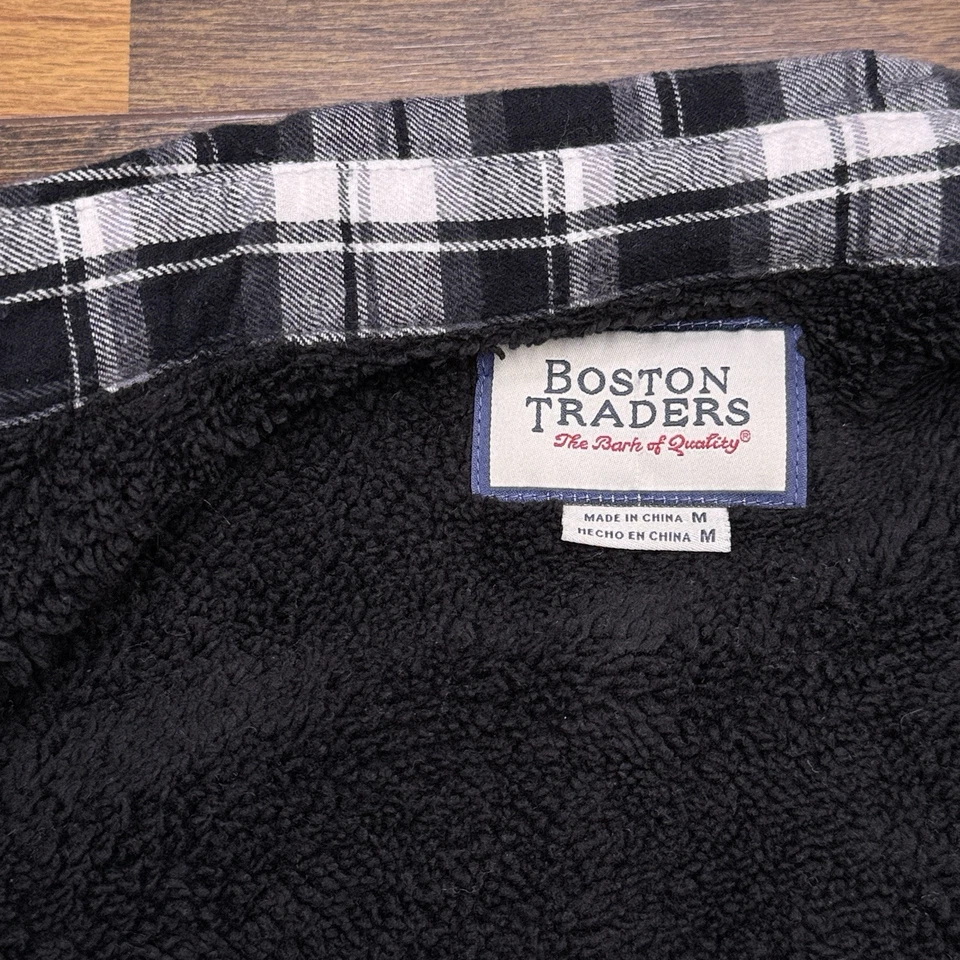 BOSTON
TRADERS
The Bark of Quality®
MADE IN CHINA M
HECHO EN CHINA M